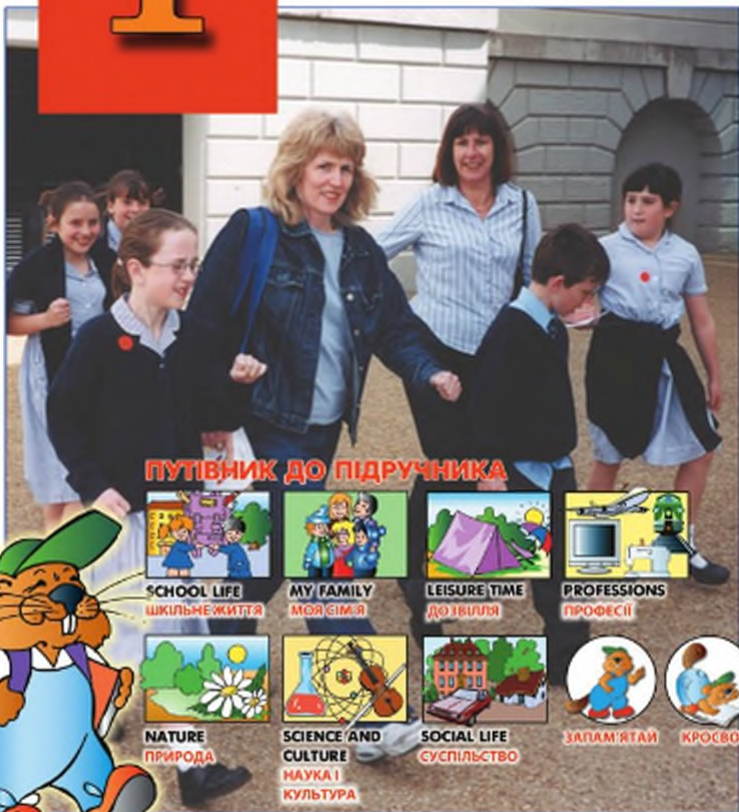 ПУТІВНИК ДО ПІДРУЧНИКА
SCHOOL LIFE
ШКІЛЬНЕ ЖИТТЯ
MY FAMILY
МОЯ СІМ'Я
LEISURE TIME
ДОЗВІЛЛЯ
PROFESSIONS
ПРОФЕСІЇ
NATURE
ПРИРОДА
SCIENCE AND
CULTURE
НАУКА І
КУЛЬТУРА
SOCIAL LIFE
СУСПІЛЬСТВО
ЗАПАМ'ЯТАЙ
КРОСВО